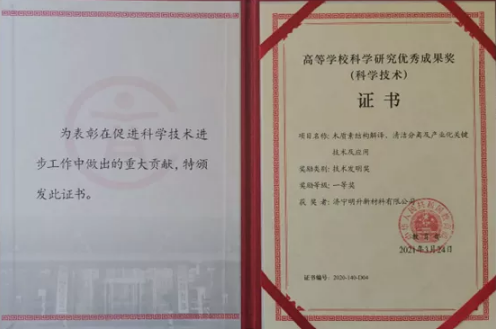 为表彰在促进科学技术进
步工作中做出的重大贡献，特颁
发此证书。
高等学校科学研究优秀成果奖
（科学技术）
证书
项目名称：木质素结构解译、清洁分离及产业化关键
技术及应用
奖励类别：技术发明奖
奖励等级：一等奖
获奖者：济宁明升新材料有限公司
2021年3月24日
证书编号：2020-146-D04